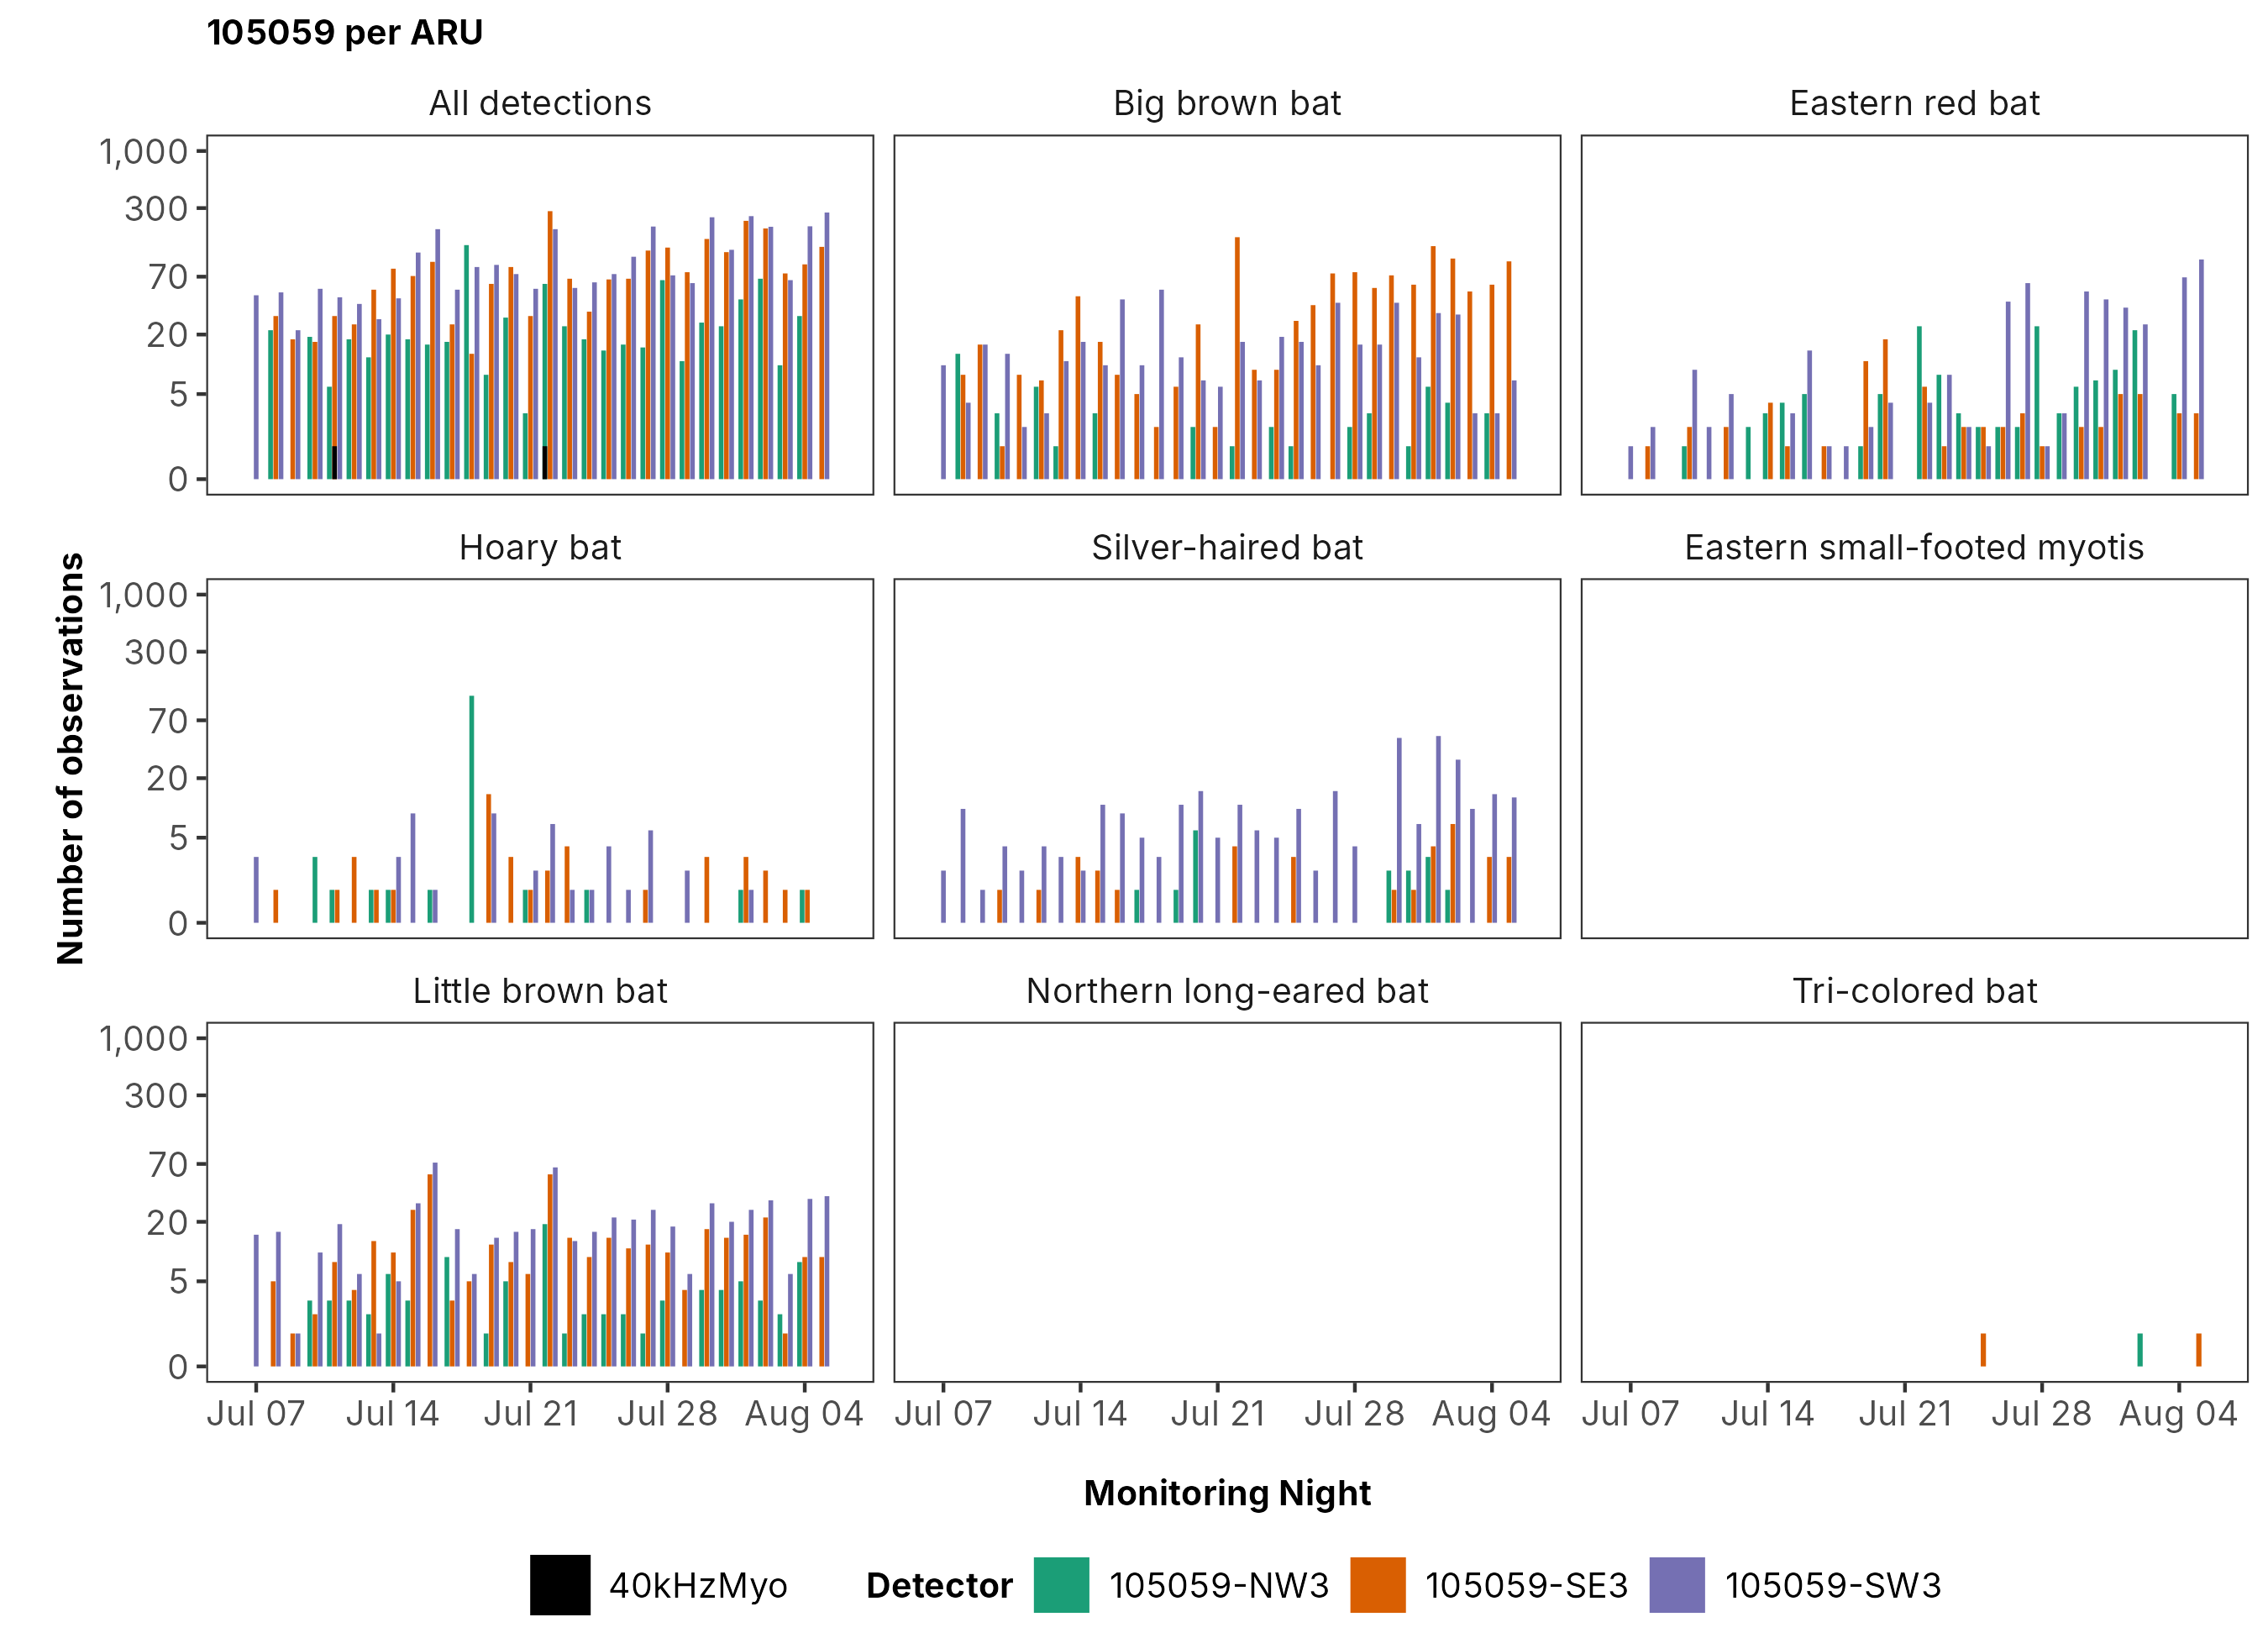 105059 per ARU
All detections
Big brown bat
Eastern red bat
1,000
300
70
20
5
0
Hoary bat
Silver-haired bat
Eastern small-footed myotis
1,000
300
70
20
5
0
Number of observations
Little brown bat
Northern long-eared bat
Tri-colored bat
1,000
300
70
20
5
0
Jul 07 Jul 14 Jul 21 Jul 28 Aug 04
Jul 07 Jul 14 Jul 21 Jul 28 Aug 04
Jul 07 Jul 14 Jul 21 Jul 28 Aug 04
Monitoring Night
40kHzMyo Detector 105059-NW3 105059-SE3 105059-SW3